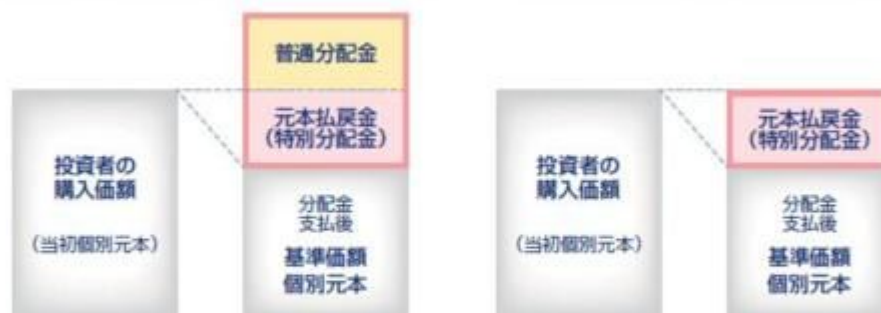 普通分配金
元本払戻金
(特別分配金)
投資者の
購入価額
(当初個別元本)
分配金
支払後
基準価額
個別元本
元本払戻金
(特別分配金)
投資者の
購入価額
(当初個別元本)
分配金
支払後
基準価額
個別元本